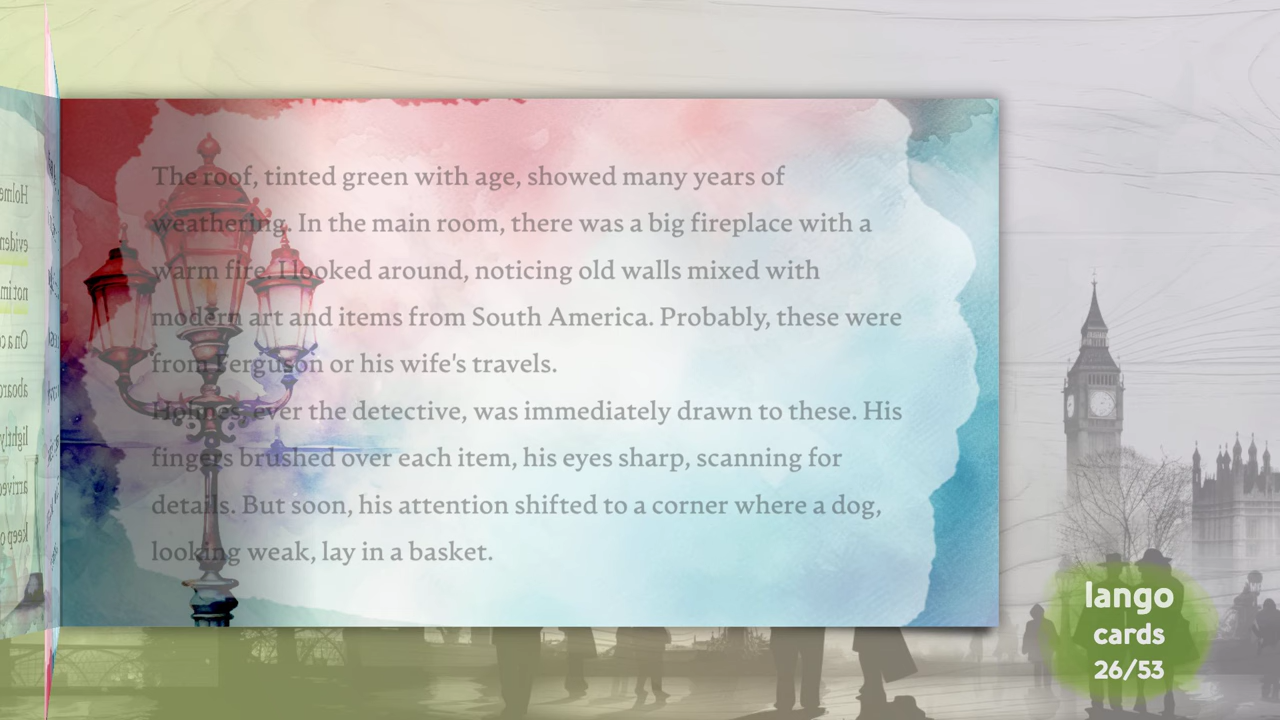 The roof, tinted green with age, showed many years of
weathering. In the main room, there was a big fireplace with a
warm fire. I looked around, noticing old walls mixed with
modern art and items from South America. Probably, these were
from Ferguson or his wife's travels.
Holmes, ever the detective, was immediately drawn to these. His
fingers brushed over each item, his eyes sharp, scanning for
details. But soon, his attention shifted to a corner where a dog,
looking weak, lay in a basket.
lango
cards
26/53